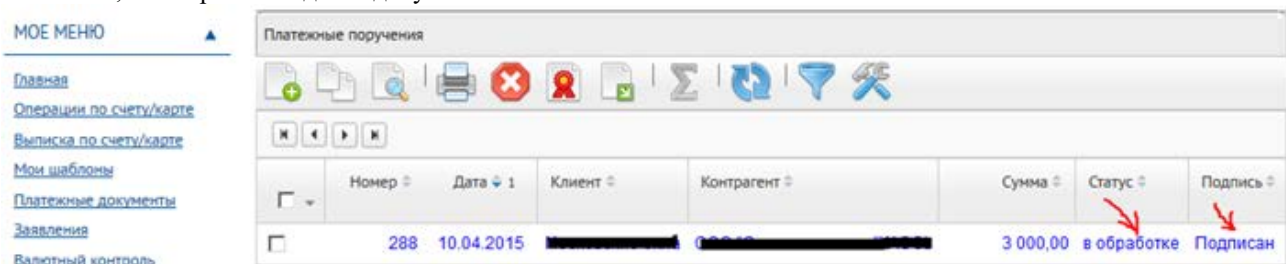 МОЕ МЕНЮ
Главная
Операции по счету/карте
Выписка по счету/карте
Мои шаблоны
Платежные документы
Заявления
Валютный контроль
Платежные поручения
Номер Дата 1 Клиент Контрагент Сумма Статус Подпись
288 10.04.2015 3 000,00 в обработке Подписан